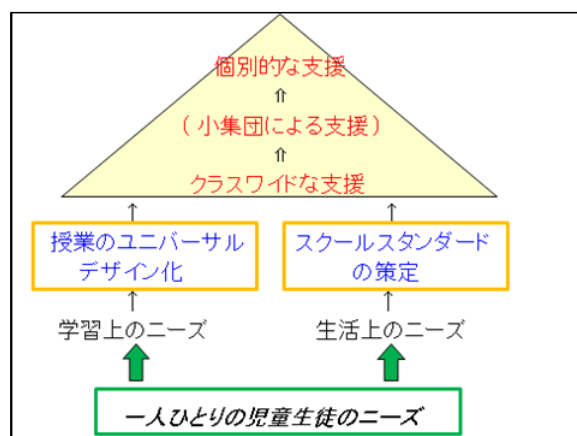 個別的な支援
⇑
(小集団による支援)
⇑
クラスワイドな支援
↑ ↑
授業のユニバーサル
デザイン化
スクールスタンダード
の策定
↑ ↑
学習上のニーズ
生活上のニーズ
一人ひとりの児童生徒のニーズ